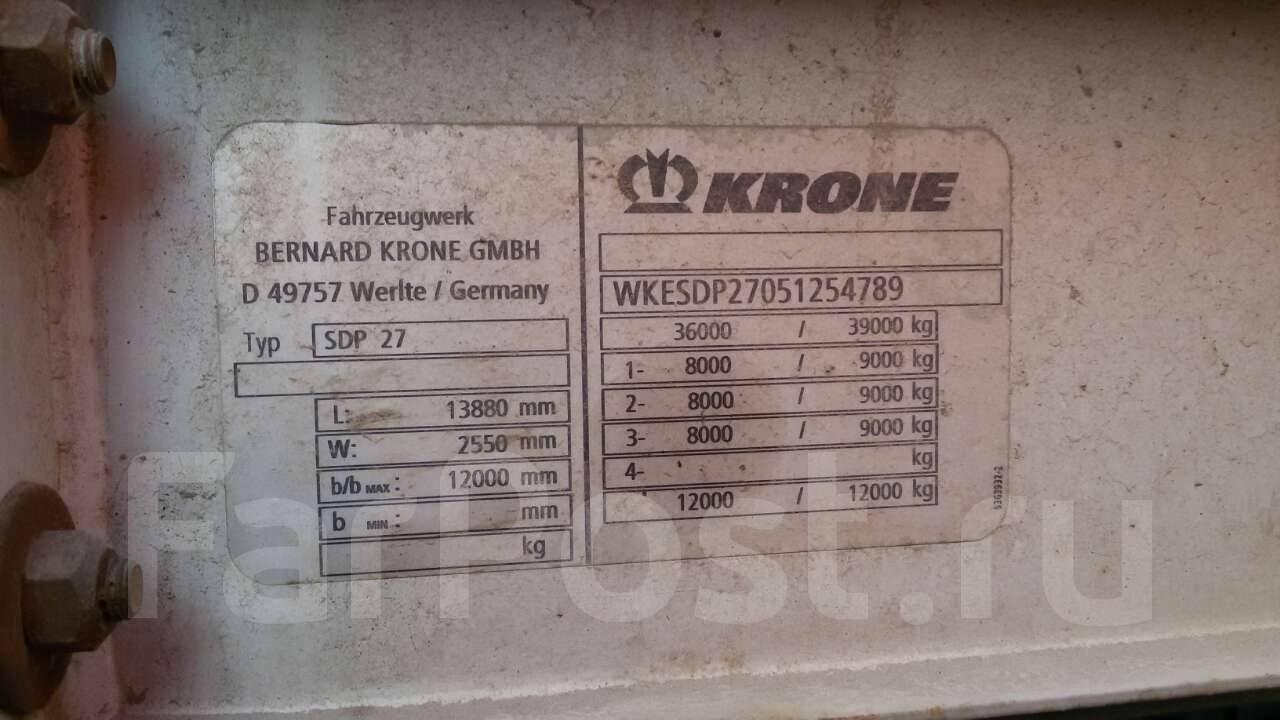 Fahrzeugwerk
BERNARD KRONE GMBH
D 49757 Werlte / Germany
Typ SDP 27
L: 13880 mm
W: 2550 mm
b/b MAX : 12000 mm
b MIN : mm
kg
KRONE
WKESDP27051254789
36000 / 39000 kg
1- 8000 / 9000 kg
2- 8000 / 9000 kg
3- 8000 / 9000 kg
4- kg
12000 / 12000 kg
FarPost.ru